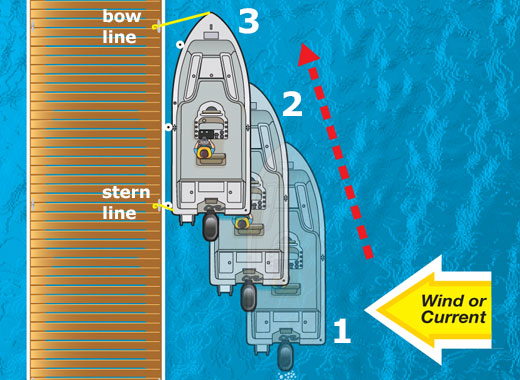 bow
line
3
2
stern
line
Wind or
Current
1